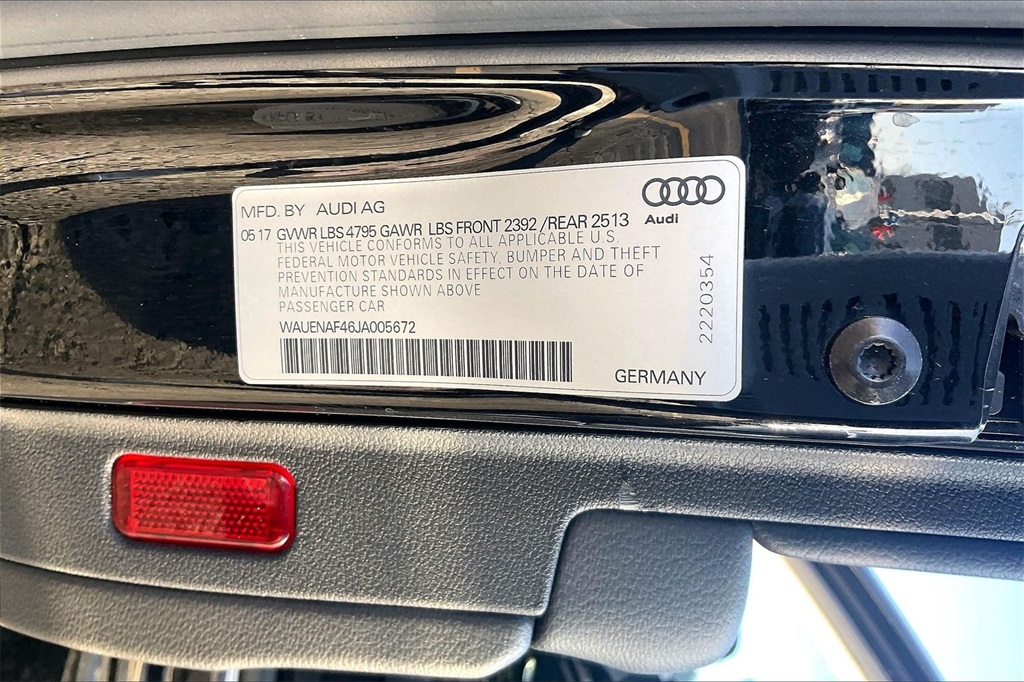 MFD. BY AUDI AG
Audi
05 17 GVWR LBS 4795 GAWR LBS FRONT 2392 /REAR 2513
THIS VEHICLE CONFORMS TO ALL APPLICABLE U.S.
FEDERAL MOTOR VEHICLE SAFETY, BUMPER AND THEFT
PREVENTION STANDARDS IN EFFECT ON THE DATE OF
MANUFACTURE SHOWN ABOVE
PASSENGER CAR
WAUENAF46JA005672
GERMANY
2220354